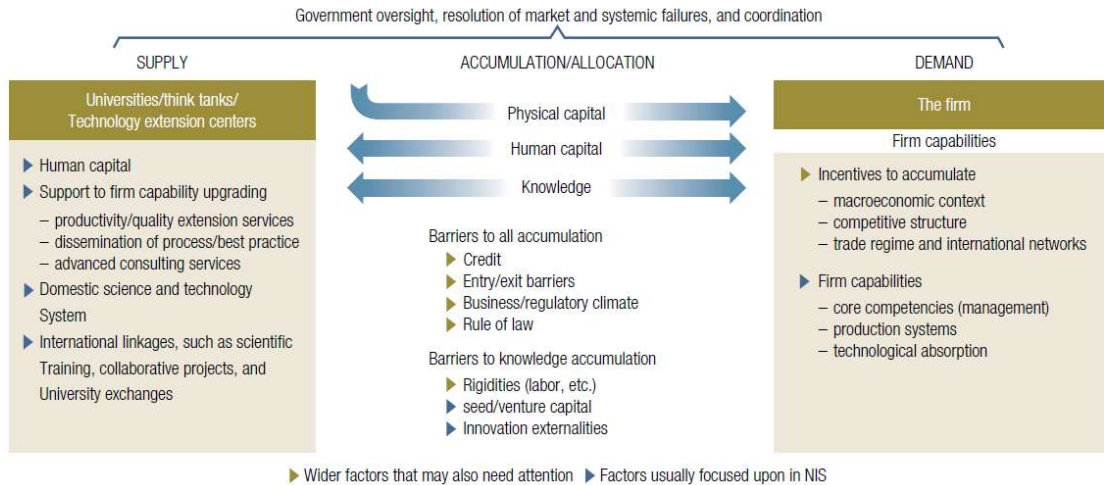 Government oversight, resolution of market and systemic failures, and coordination
SUPPLY
Universities/think tanks/
Technology extension centers
Human capital
Support to firm capability upgrading
– productivity/quality extension services
– dissemination of process/best practice
– advanced consulting services
Domestic science and technology
System
International linkages, such as scientific
Training, collaborative projects, and
University exchanges
ACCUMULATION/ALLOCATION
Physical capital
Human capital
Knowledge
Barriers to all accumulation
Credit
Entry/exit barriers
Business/regulatory climate
Rule of law
Barriers to knowledge accumulation
Rigidities (labor, etc.)
seed/venture capital
Innovation externalities
DEMAND
The firm
Firm capabilities
Incentives to accumulate
– macroeconomic context
– competitive structure
– trade regime and international networks
Firm capabilities
– core competencies (management)
– production systems
– technological absorption
Wider factors that may also need attention
Factors usually focused upon in NIS